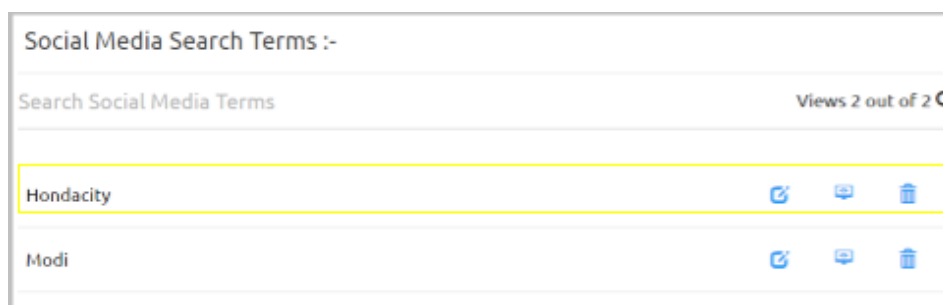 Social Media Search Terms :-
Search Social Media Terms Views 2 out of 2
Hondacity
Modi